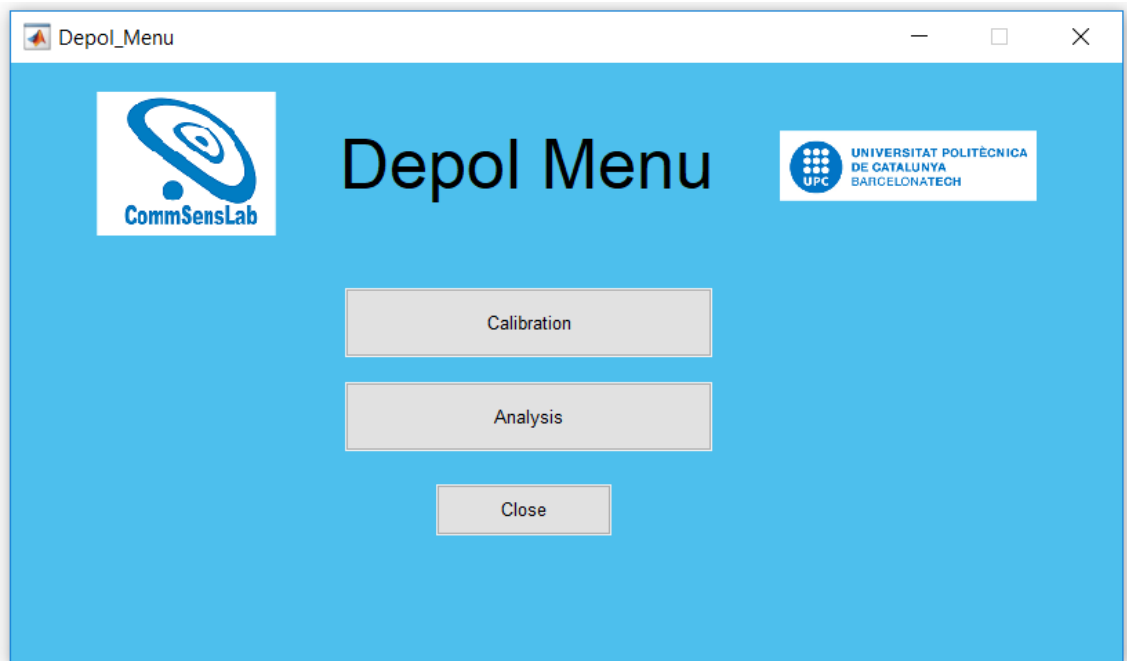 Depol_Menu
CommSensLab
Depol Menu
UPC
UNIVERSITAT POLITÈCNICA
DE CATALUNYA
BARCELONATECH
Calibration
Analysis
Close